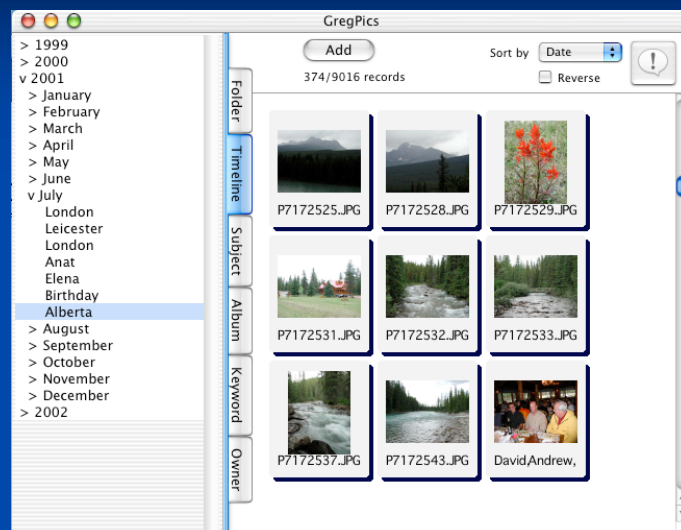 GregPics
> 1999
> 2000
v 2001
> January
> February
> March
> April
> May
> June
v July
London
Leicester
London
Anat
Elena
Birthday
Alberta
> August
> September
> October
> November
> December
> 2002
Folder
Timeline
Subject
Album
Keyword
Owner
Add
374/9016 records
Sort by Date
Reverse
!
P7172525.JPG P7172528.JPG P7172529.JPG
P7172531.JPG P7172532.JPG P7172533.JPG
P7172537.JPG P7172543.JPG David,Andrew,